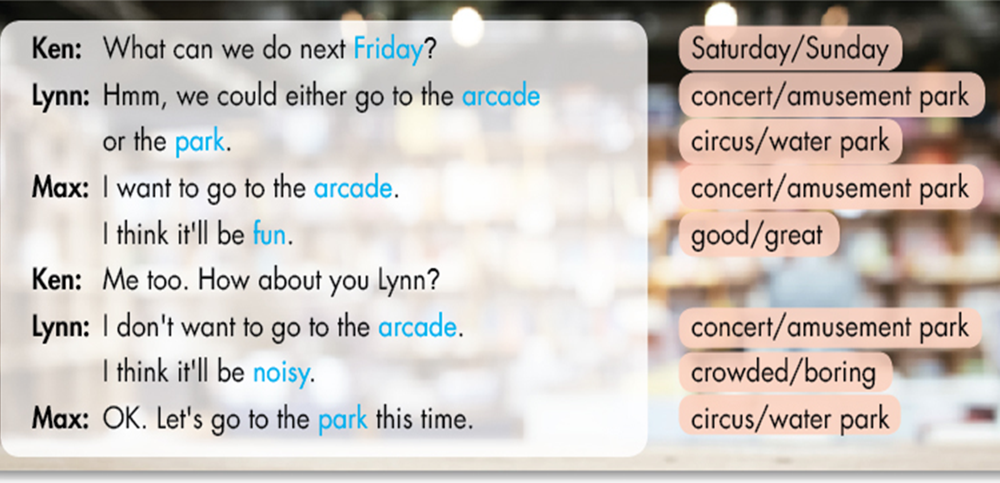 Ken: What can we do next Friday? Saturday/Sunday
Lynn: Hmm, we could either go to the arcade concert/amusement park
or the park. circus/water park
Max: I want to go to the arcade. concert/amusement park
I think it'll be fun. good/great
Ken: Me too. How about you Lynn?
Lynn: I don't want to go to the arcade. concert/amusement park
I think it'll be noisy. crowded/boring
Max: OK. Let's go to the park this time. circus/water park